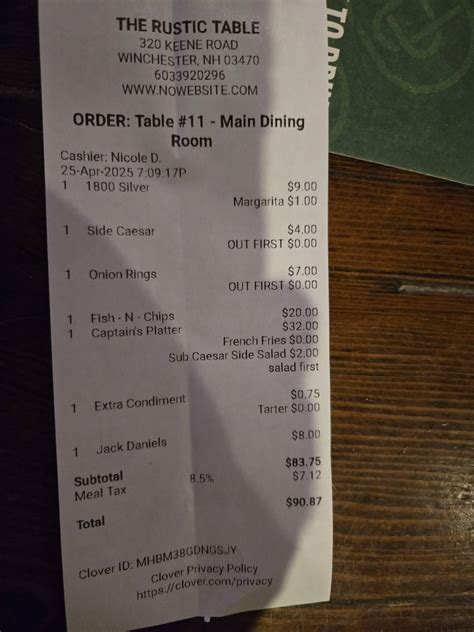 THE RUSTIC TABLE
320 KEENE ROAD
WINCHESTER, NH 03470
6033920296
WWW.NOWEBSITE.COM
ORDER: Table #11 - Main Dining
Room
Cashier: Nicole D.
25-Apr-2025 7:09:17P
1 1800 Silver $9.00
Margarita $1.00
1 Side Caesar $4.00
OUT FIRST $0.00
1 Onion Rings $7.00
OUT FIRST $0.00
1 Fish - N - Chips $20.00
1 Captain's Platter $32.00
French Fries $0.00
Sub Caesar Side Salad $2.00
salad first
1 Extra Condiment $0.75
Tarter $0.00
1 Jack Daniels $8.00
Subtotal $83.75
Meal Tax 8.5% $7.12
Total $90.87
Clover ID: MHBM38GDNGSJY
Clover Privacy Policy
https://clover.com/privacy
TO